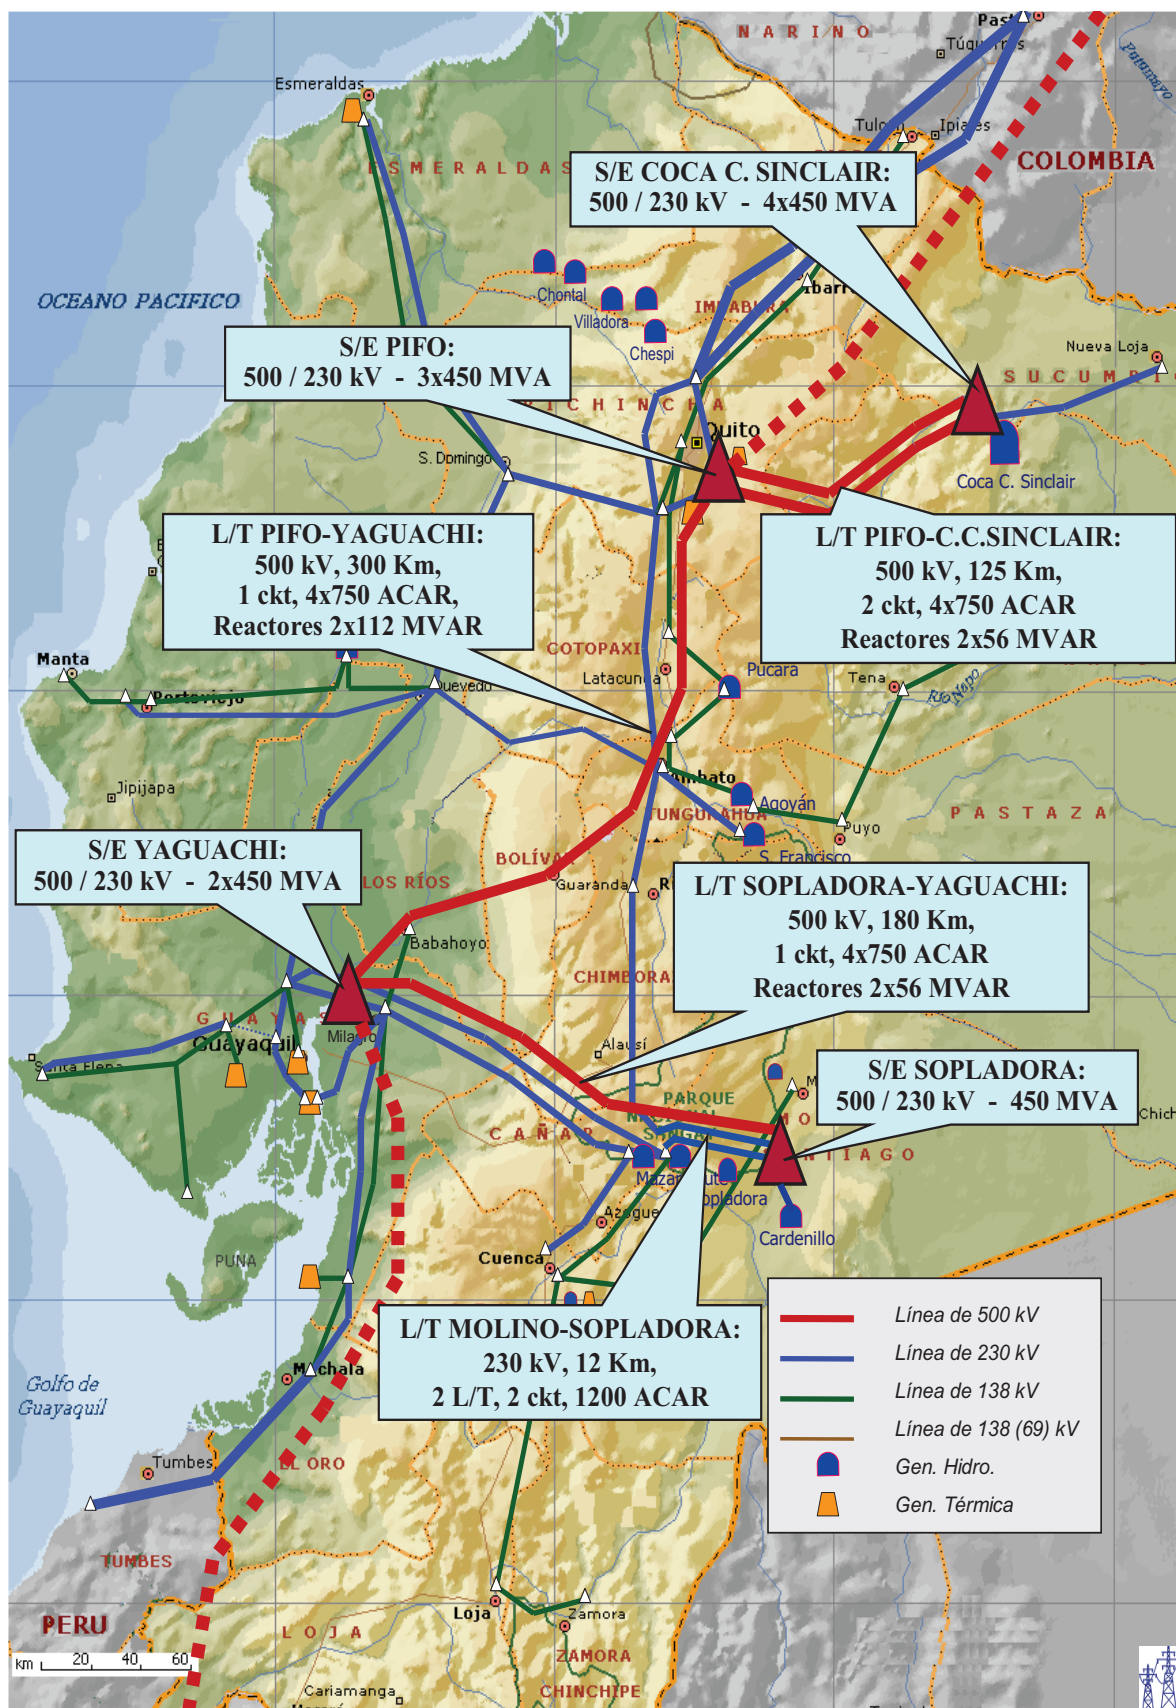 NARIÑO
Túquerres
Putumayo
Esmeraldas
Ipiales
ESMERALDAS
COLOMBIA
S/E COCA C. SINCLAIR:
500 / 230 kV - 4x450 MVA
OCEANO PACIFICO
Chontal
Villadora
Chespi
IMBABURA
Nueva Loja
S/E PIFO:
500 / 230 kV - 3x450 MVA
Quito
S. Domingo
Coca C. Sinclair
L/T PIFO-YAGUACHI:
500 kV, 300 Km,
1 ckt, 4x750 ACAR,
Reactores 2x112 MVAR
L/T PIFO-C.C.SINCLAIR:
500 kV, 125 Km,
2 ckt, 4x750 ACAR
Reactores 2x56 MVAR
COTOPAXI
Manta
Latacunga
Pucara
Tena
Rio Napo
Portoviejo
Quevedo
Jipijapa
Ambato
Agoyán
PASTAZA
TUNGURAHUA
Puyo
S. Francisco
S/E YAGUACHI:
500 / 230 kV - 2x450 MVA
BOLÍVAR
LOS RÍOS
Guaranda
L/T SOPLADORA-YAGUACHI:
500 kV, 180 Km,
1 ckt, 4x750 ACAR
Reactores 2x56 MVAR
Babahoyo
CHIMBORA
GUAYAS
Milagro
Guayaquil
Santa Elena
Alausí
S/E SOPLADORA:
500 / 230 kV - 450 MVA
PARQUE
NACIONAL
SANGAY
CAÑAR
NTIAGO
Mazar
opladora
Azogue
Cardenillo
PUNA
Cuenca
L/T MOLINO-SOPLADORA:
230 kV, 12 Km,
2 L/T, 2 ckt, 1200 ACAR
Línea de 500 kV
Línea de 230 kV
Línea de 138 kV
Línea de 138 (69) kV
Gen. Hidro.
Gen. Térmica
Machala
Golfo de
Guayaquíl
Tumbes
EL ORO
TUMBES
PERU
Loja
Zamora
LOJA
ZAMORA
CHINCHIPE
km 20 40 60
Cariamanga